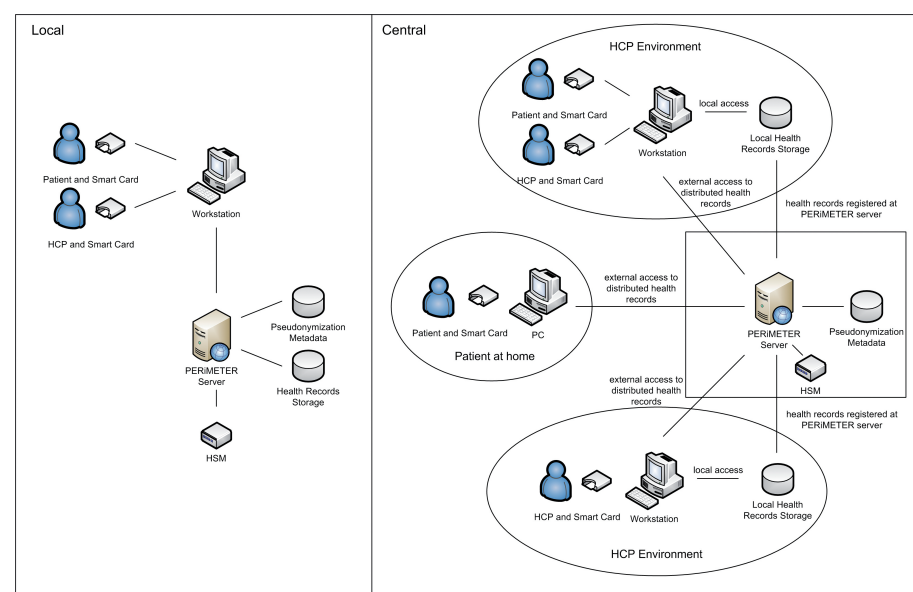 Local
Patient and Smart Card
HCP and Smart Card
Workstation
PERiMETER
Server
Pseudonymization
Metadata
Health Records
Storage
HSM
Central
HCP Environment
Patient and Smart Card
HCP and Smart Card
Workstation
local access
Local Health
Records Storage
external access to
distributed health
records
health records registered at
PERiMETER server
Patient and Smart Card
PC
Patient at home
external access to
distributed health
records
PERiMETER
Server
Pseudonymization
Metadata
HSM
external access to
distributed health
records
health records registered at
PERiMETER server
HCP and Smart Card
Workstation
local access
Local Health
Records Storage
HCP Environment